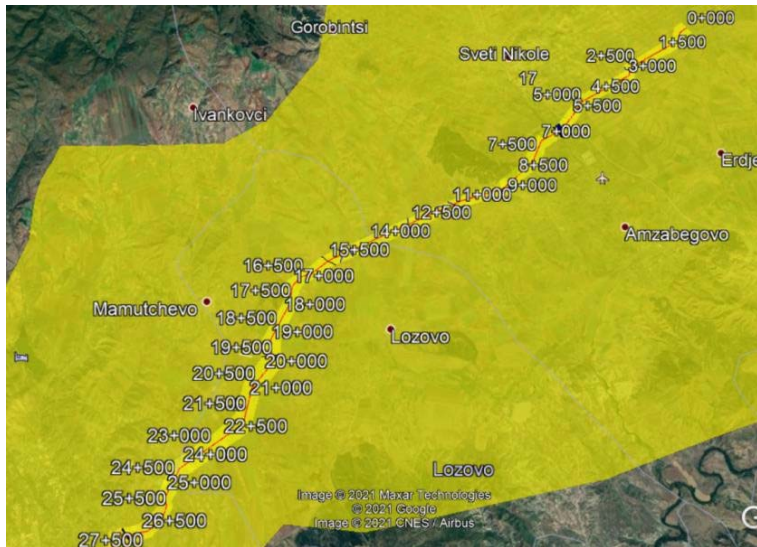 0+000
Gorobintsi
1+500
Sveti Nikole
2+500
3+000
17
4+500
5+000
5+500
Ivankovci
7+000
7+500
Erdje
8+500
9+000
11+000
12+500
Amzabegovo
14+000
15+500
16+500
17+000
17+500
18+000
Mamutchevo
18+500
19+000
Lozovo
19+500
20+000
20+500
21+000
21+500
22+500
23+000
24+000
24+500
Lozovo
25+000
25+500
Image © 2021 Maxar Technologies
© 2021 Google
Image © 2021 CNES / Airbus
26+500
27+500
G